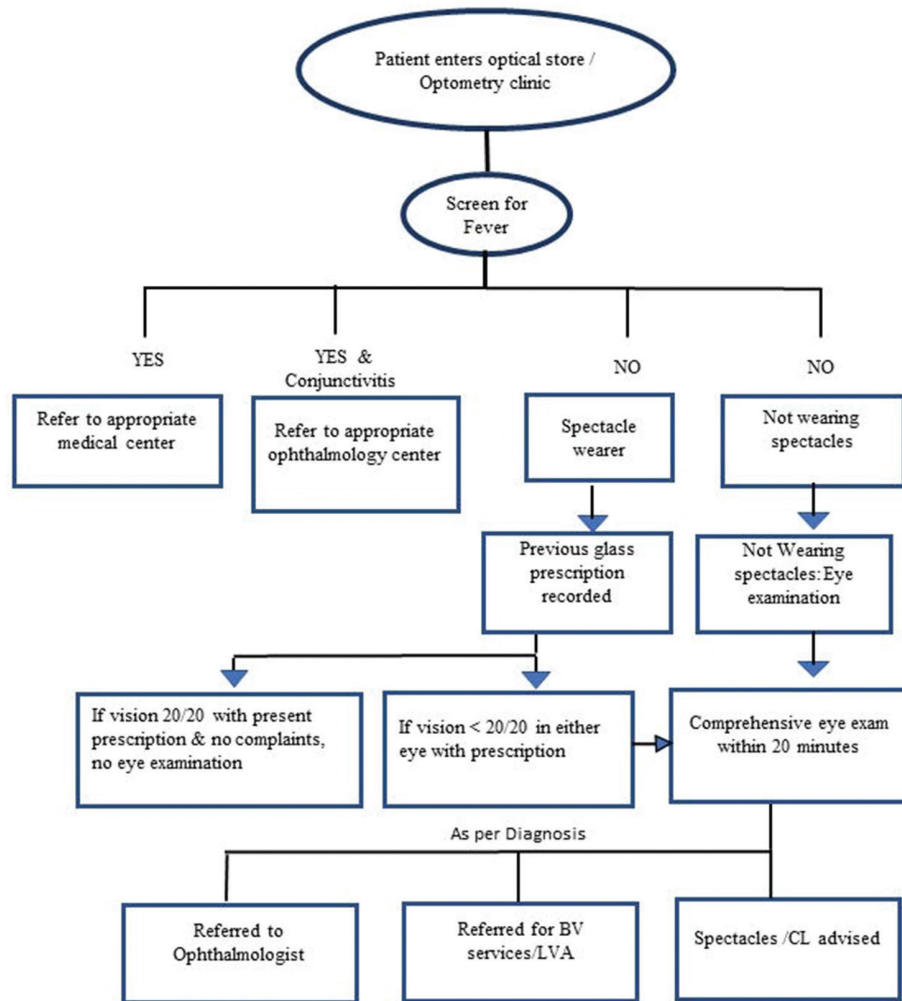 Patient enters optical store /
Optometry clinic
Screen for
Fever
YES
YES &
Conjunctivitis
NO
NO
Refer to appropriate
medical center
Refer to appropriate
ophthalmology center
Spectacle
wearer
Not wearing
spectacles
Previous glass
prescription
recorded
Not Wearing
spectacles:Eye
examination
If vision 20/20 with present
prescription & no complaints,
no eye examination
If vision < 20/20 in either
eye with prescription
Comprehensive eye exam
within 20 minutes
As per Diagnosis
Referred to
Ophthalmologist
Referred for BV
services/LVA
Spectacles /CL advised